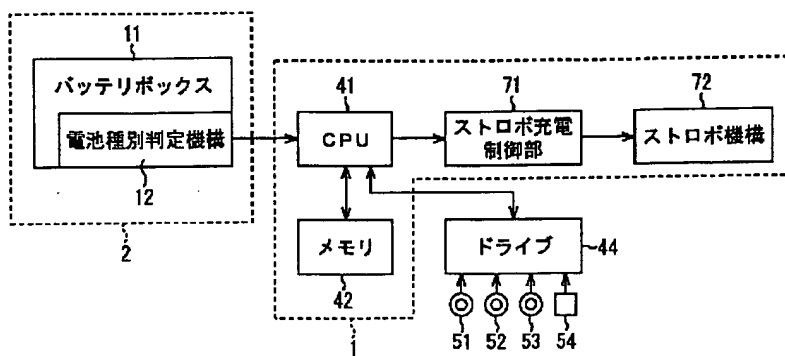 11
バッテリボックス
電池種別判定機構
12
2
41
CPU
メモリ
42
1
71
ストロボ充電
制御部
72
ストロボ機構
ドライブ
44
51
52
53
54